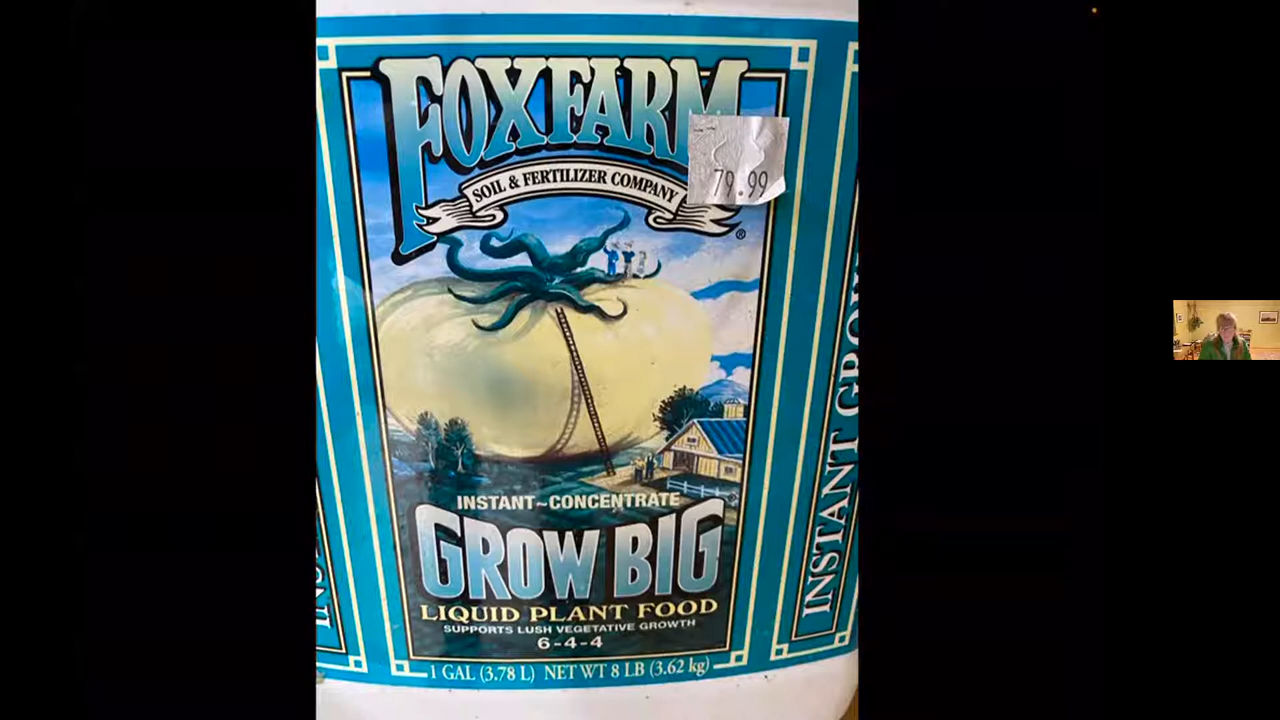 FOXFARM
SOIL & FERTILIZER COMPANY
79.99
®
INSTANT~CONCENTRATE
GROW BIG
LIQUID PLANT FOOD
SUPPORTS LUSH VEGETATIVE GROWTH
6-4-4
1 GAL (3.78 L) NET WT 8 LB (3.62 kg)
INSTANT GROW